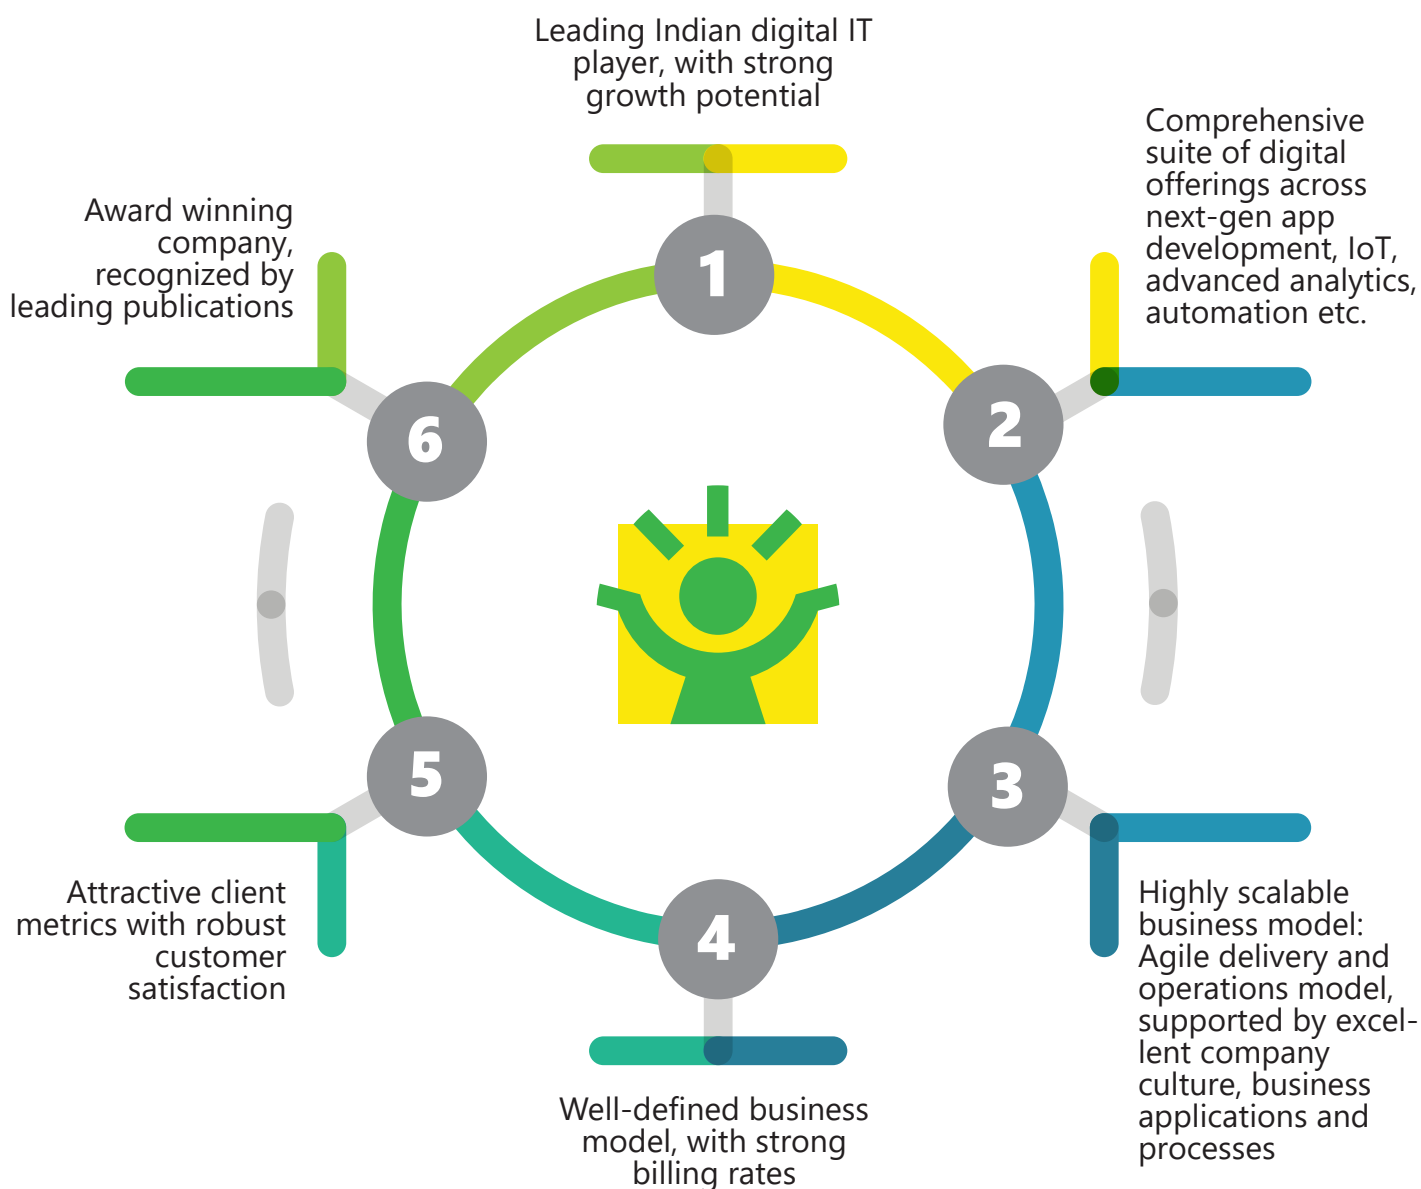 Leading Indian digital IT
player, with strong
growth potential
1
Comprehensive
suite of digital
offerings across
next-gen app
development, IoT,
advanced analytics,
automation etc.
2
3
Highly scalable
business model:
Agile delivery and
operations model,
supported by excel-
lent company
culture, business
applications and
processes
4
Well-defined business
model, with strong
billing rates
5
Attractive client
metrics with robust
customer
satisfaction
6
Award winning
company,
recognized by
leading publications